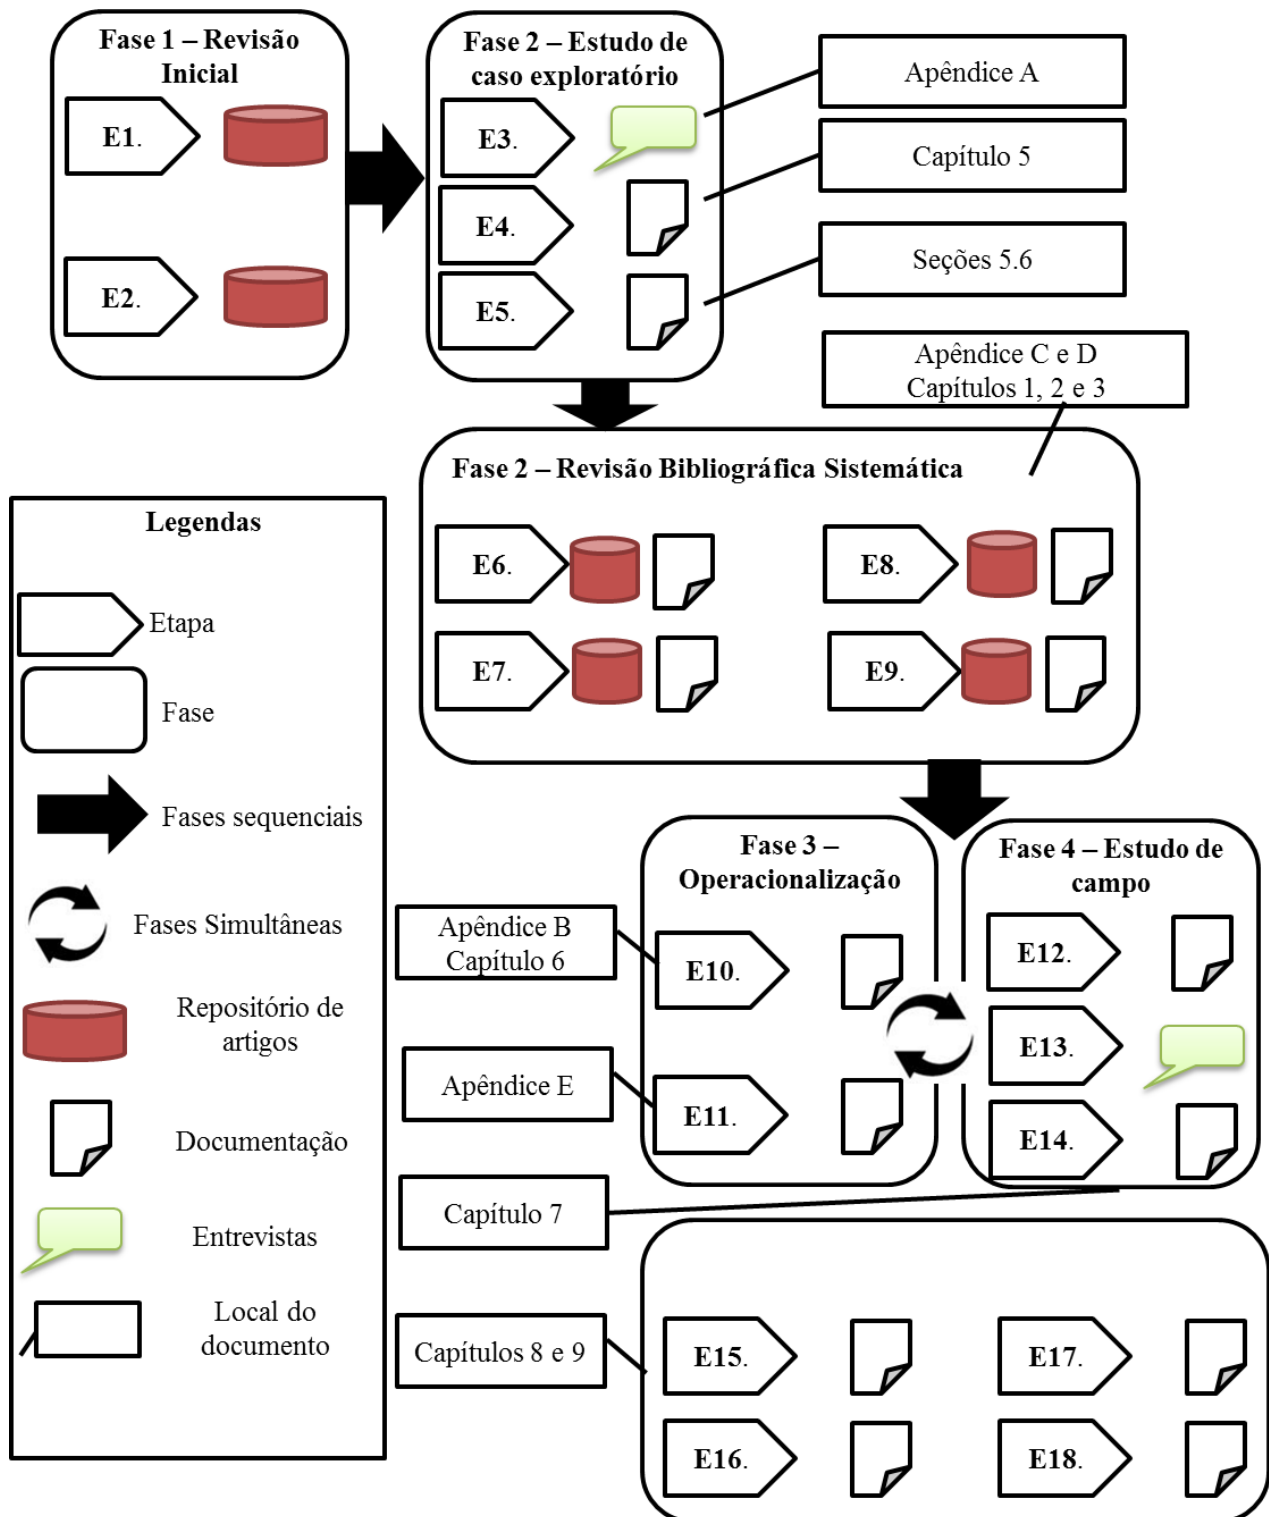 Fase 1 – Revisão
Inicial
E1.
E2.
Fase 2 – Estudo de
caso exploratório
E3.
E4.
E5.
Apêndice A
Capítulo 5
Seções 5.6
Apêndice C e D
Capítulos 1, 2 e 3
Fase 2 – Revisão Bibliográfica Sistemática
E6.
E8.
E7.
E9.
Legendas
Etapa
Fase
Fases sequenciais
Fases Simultâneas
Repositório de
artigos
Documentação
Entrevistas
Local do
documento
Fase 3 –
Operacionalização
E10.
E11.
Fase 4 – Estudo de
campo
E12.
E13.
E14.
Apêndice B
Capítulo 6
Apêndice E
Capítulo 7
Capítulos 8 e 9
E15.
E17.
E16.
E18.